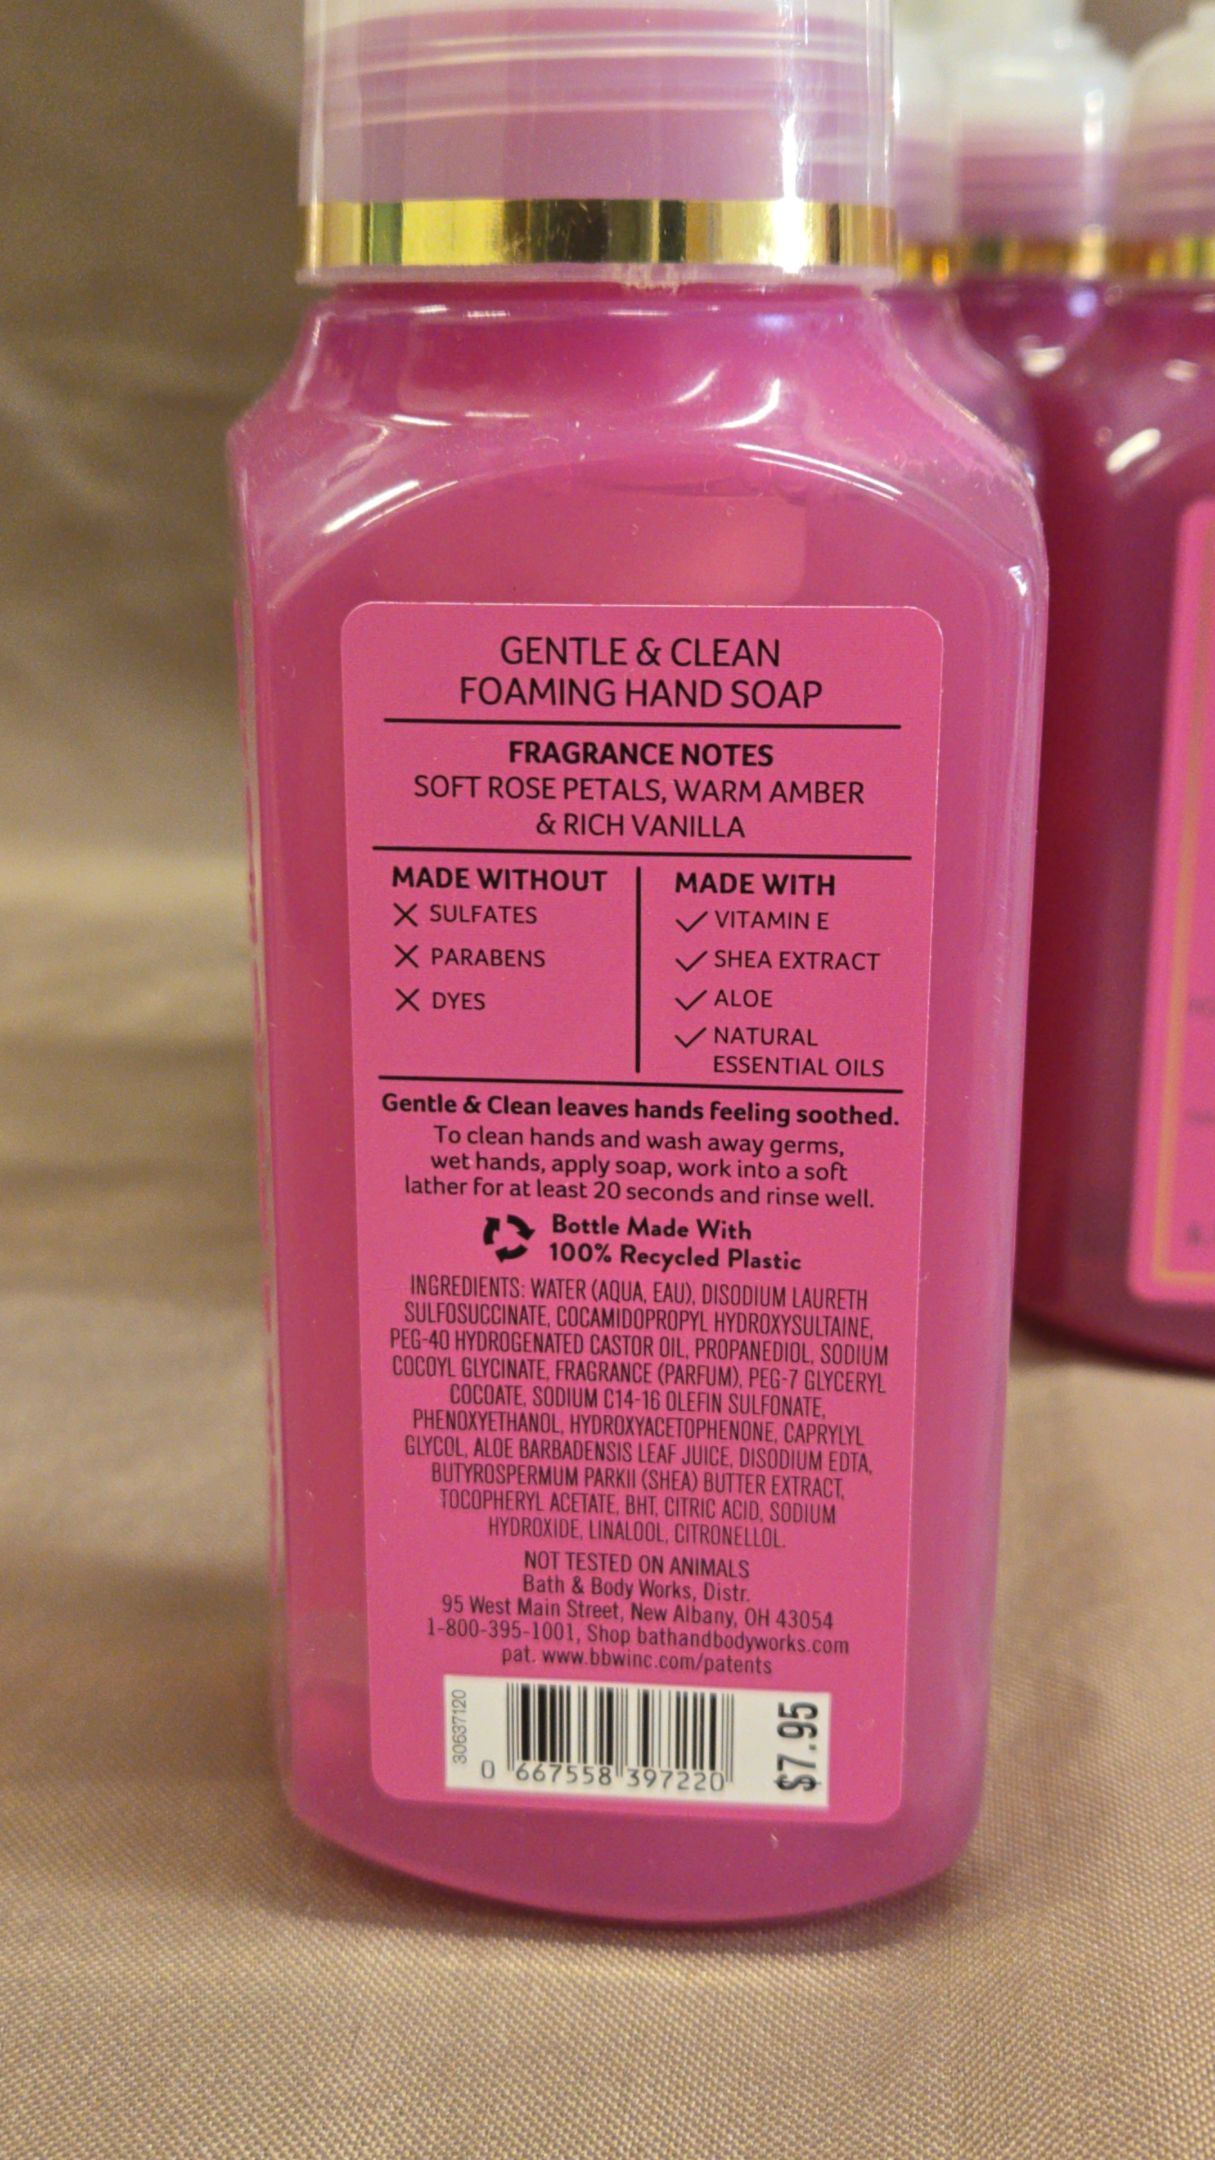 GENTLE & CLEAN
FOAMING HAND SOAP
FRAGRANCE NOTES
SOFT ROSE PETALS, WARM AMBER
& RICH VANILLA
MADE WITHOUT
SULFATES
PARABENS
DYES
MADE WITH
VITAMIN E
SHEA EXTRACT
ALOE
NATURAL
ESSENTIAL OILS
Gentle & Clean leaves hands feeling soothed.
To clean hands and wash away germs,
wet hands, apply soap, work into a soft
lather for at least 20 seconds and rinse well.
Bottle Made With
100% Recycled Plastic
INGREDIENTS: WATER (AQUA, EAU), DISODIUM LAURETH
SULFOSUCCINATE, COCAMIDOPROPYL HYDROXYSULTAINE,
PEG-40 HYDROGENATED CASTOR OIL, PROPANEDIOL, SODIUM
COCOYL GLYCINATE, FRAGRANCE (PARFUM), PEG-7 GLYCERYL
COCOATE, SODIUM C14-16 OLEFIN SULFONATE,
PHENOXYETHANOL, HYDROXYACETOPHENONE, CAPRYLYL
GLYCOL, ALOE BARBADENSIS LEAF JUICE, DISODIUM EDTA,
BUTYROSPERMUM PARKII (SHEA) BUTTER EXTRACT,
TOCOPHERYL ACETATE, BHT, CITRIC ACID, SODIUM
HYDROXIDE, LINALOOL, CITRONELLOL.
NOT TESTED ON ANIMALS
Bath & Body Works, Distr.
95 West Main Street, New Albany, OH 43054
1-800-395-1001, Shop bathandbodyworks.com
pat. www.bbwinc.com/patents
30637120
0 667558 397220
$7.95